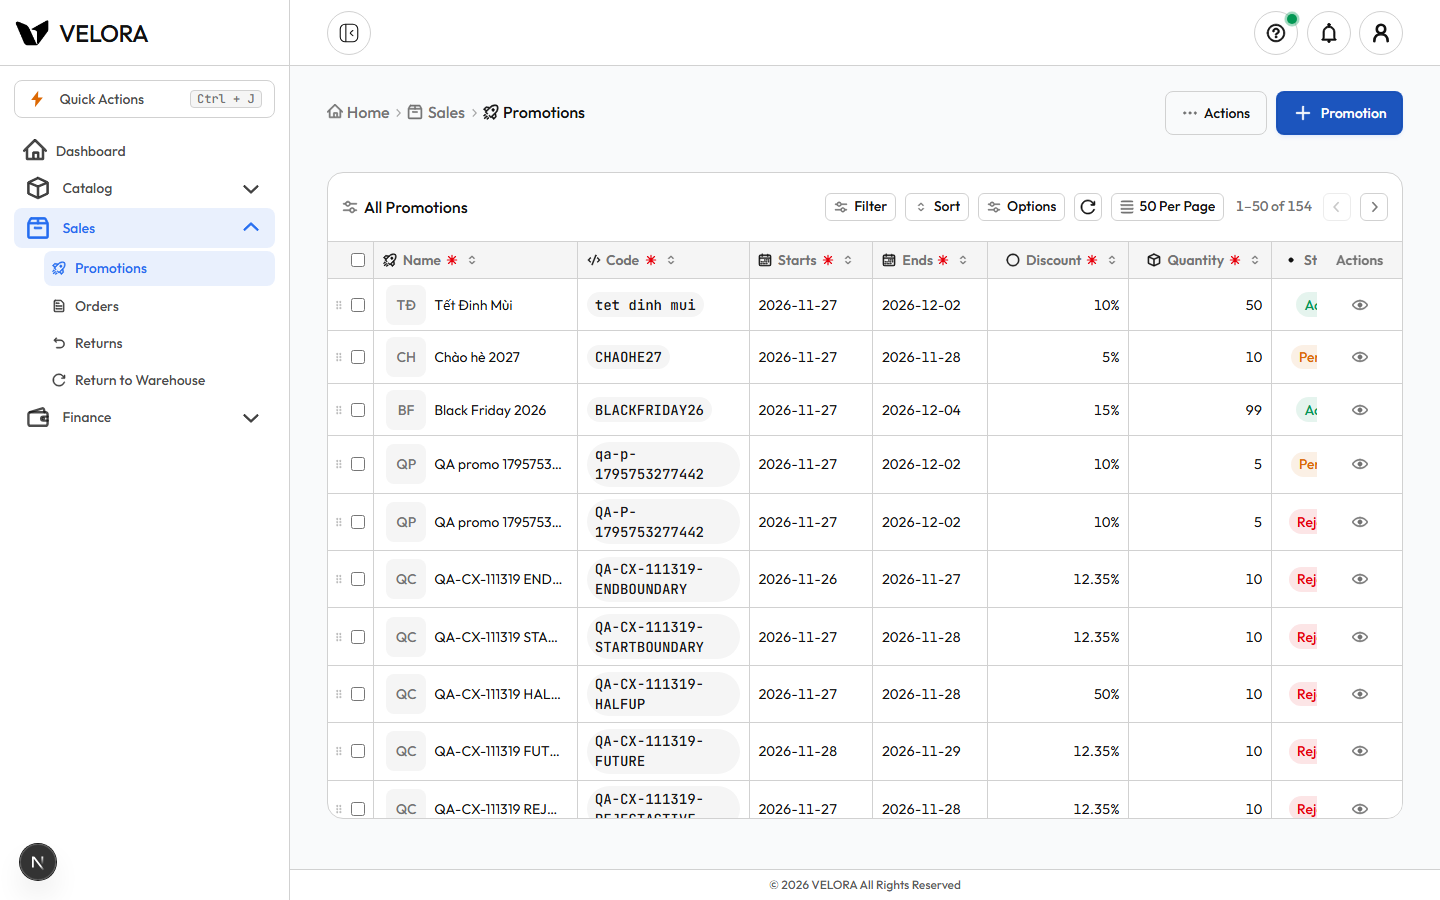 VELORA
Quick Actions Ctrl + J
Dashboard
Catalog
Sales
Promotions
Orders
Returns
Return to Warehouse
Finance
N
Home › Sales › Promotions
Actions
Promotion
All Promotions
Filter Sort Options 50 Per Page 1–50 of 154
Name * Code * Starts * Ends * Discount * Quantity * St Actions
TĐ Tết Đinh Mùi tet dinh mui 2026-11-27 2026-12-02 10% 50 Ac
CH Chào hè 2027 CHAOHE27 2026-11-27 2026-11-28 5% 10 Per
BF Black Friday 2026 BLACKFRIDAY26 2026-11-27 2026-12-04 15% 99 Ac
QP QA promo 1795753... qa-p-
1795753277442 2026-11-27 2026-12-02 10% 5 Per
QP QA promo 1795753... QA-P-
1795753277442 2026-11-27 2026-12-02 10% 5 Rej
QC QA-CX-111319 END... QA-CX-111319-
ENDBOUNDARY 2026-11-26 2026-11-27 12.35% 10 Rej
QC QA-CX-111319 STA... QA-CX-111319-
STARTBOUNDARY 2026-11-27 2026-11-28 12.35% 10 Rej
QC QA-CX-111319 HAL... QA-CX-111319-
HALFUP 2026-11-27 2026-11-28 50% 10 Rej
QC QA-CX-111319 FUT... QA-CX-111319-
FUTURE 2026-11-28 2026-11-29 12.35% 10 Rej
QC QA-CX-111319 REJ... QA-CX-111319-
2026-11-27 2026-11-28 12.35% 10 Rej
© 2026 VELORA All Rights Reserved